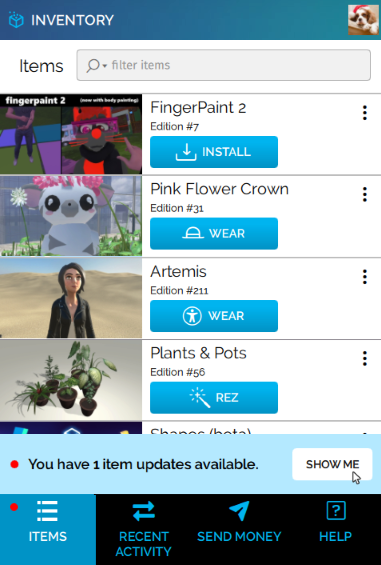 INVENTORY
Items
filter items
fingerpaint 2
(now with body painting)
FingerPaint 2
Edition #7
INSTALL
Pink Flower Crown
Edition #31
WEAR
Artemis
Edition #211
WEAR
Plants & Pots
Edition #56
REZ
Shapes (beta)
You have 1 item updates available.
SHOW ME
ITEMS
RECENT
ACTIVITY
SEND MONEY
HELP